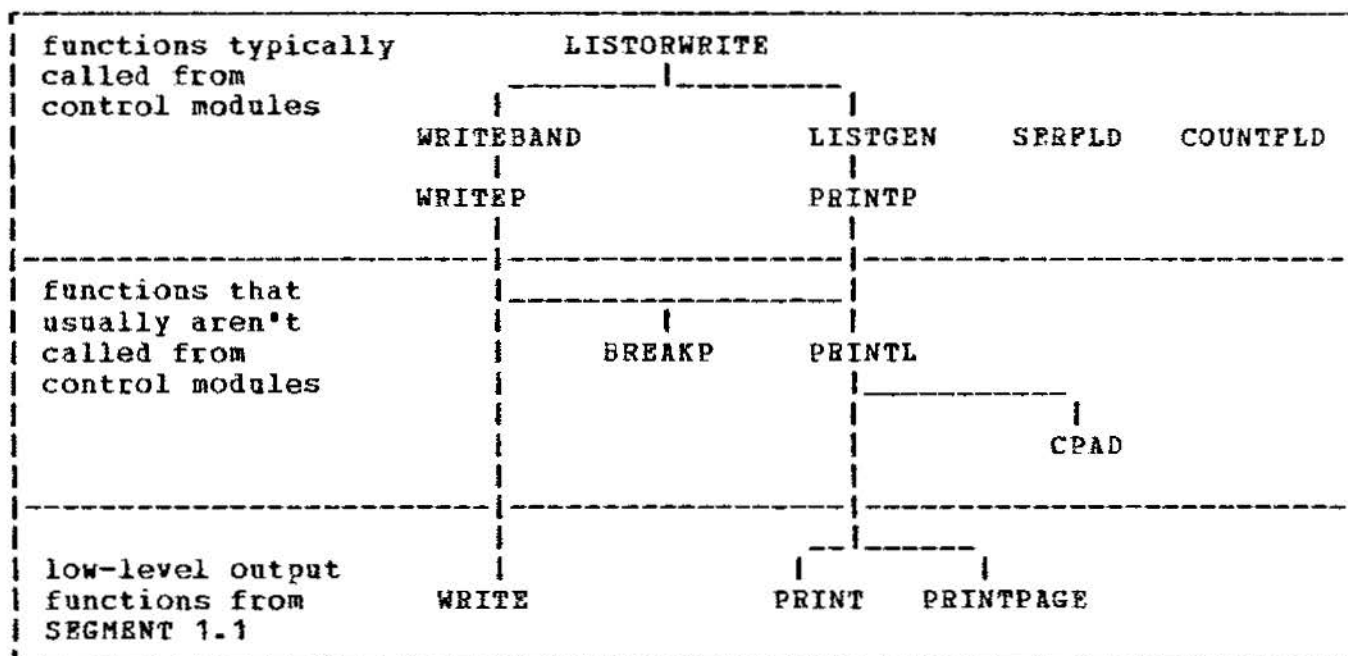 functions typically LISTORWRITE
called from
control modules
WRITEBAND LISTGEN SERFLD COUNTFLD
WRITEP PRINTP
functions that
usually aren't
called from BREAKP PRINTL
control modules
CPAD
low-level output
functions from WRITE PRINT PRINTPAGE
SEGMENT 1.1